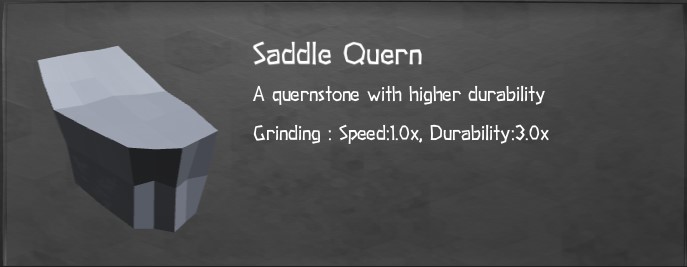 Saddle Quern
A quernstone with higher durability
Grinding : Speed:1.0x, Durability:3.0x